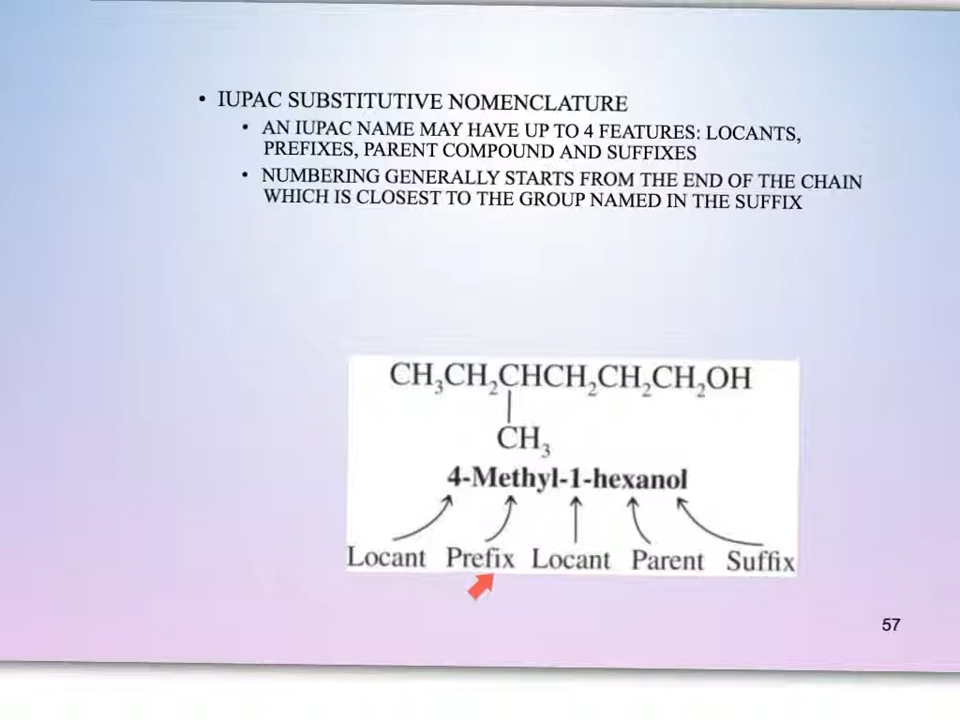 • IUPAC SUBSTITUTIVE NOMENCLATURE
• AN IUPAC NAME MAY HAVE UP TO 4 FEATURES: LOCANTS,
PREFIXES, PARENT COMPOUND AND SUFFIXES
• NUMBERING GENERALLY STARTS FROM THE END OF THE CHAIN
WHICH IS CLOSEST TO THE GROUP NAMED IN THE SUFFIX
CH₃CH₂CHCH₂CH₂CH₂OH
CH₃
4-Methyl-1-hexanol
Locant Prefix Locant Parent Suffix
57